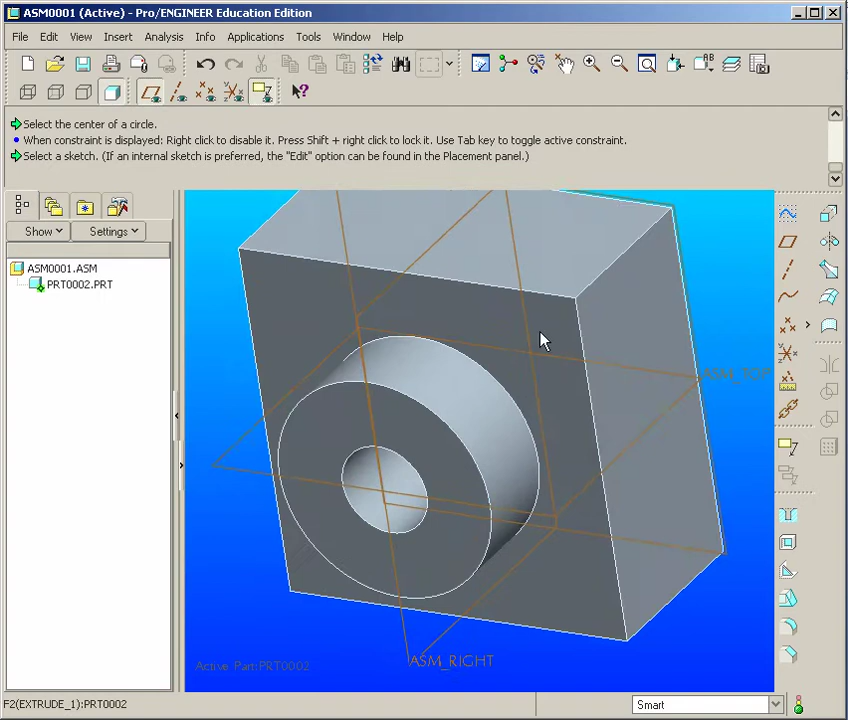 ASM0001 (Active) - Pro/ENGINEER Education Edition
File Edit View Insert Analysis Info Applications Tools Window Help
Select the center of a circle.
When constraint is displayed: Right click to disable it. Press Shift + right click to lock it. Use Tab key to toggle active constraint.
Select a sketch. (If an internal sketch is preferred, the "Edit" option can be found in the Placement panel.)
Show Settings
ASM0001.ASM
PRT0002.PRT
ASM_TOP
ASM_RIGHT
Active Part:PRT0002
F2(EXTRUDE_1):PRT0002
Smart